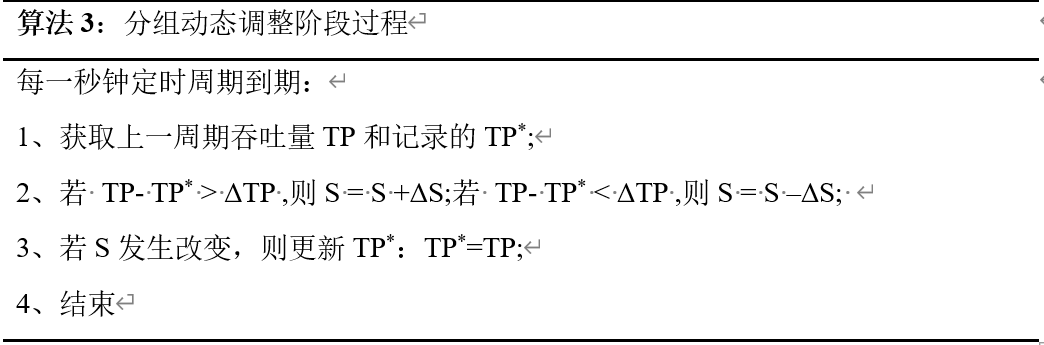 算法 3：分组动态调整阶段过程↵
每一秒钟定时周期到期：↵
1、获取上一周期吞吐量 TP 和记录的 TP*;↵
2、若· TP-·TP*·>·ΔTP·,则 S·=·S·+ΔS;若· TP-·TP*·<·ΔTP·,则 S·=·S·–ΔS;· ↵
3、若 S 发生改变，则更新 TP*：TP*=TP;↵
4、结束↵